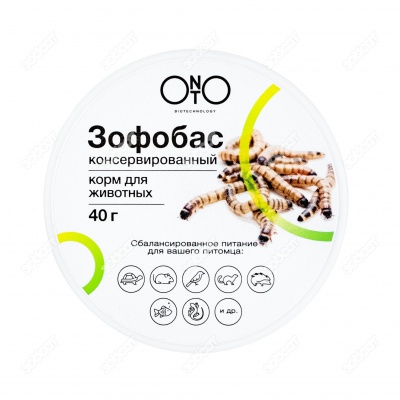 ONTO
BIOTECHNOLOGY
Зофобас
консервированный
корм для
животных
40 г
Сбалансированное питание
для вашего питомца:
и др.